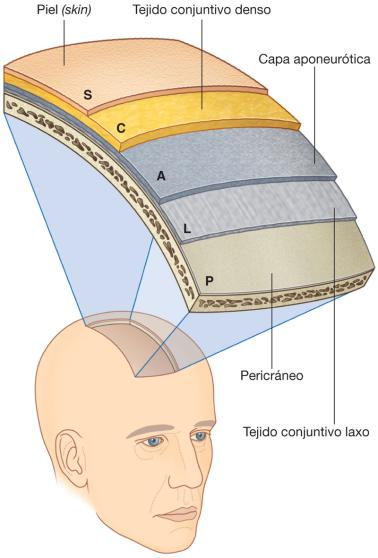 Piel (skin)
Tejido conjuntivo denso
Capa aponeurótica
S
C
A
L
P
Pericráneo
Tejido conjuntivo laxo